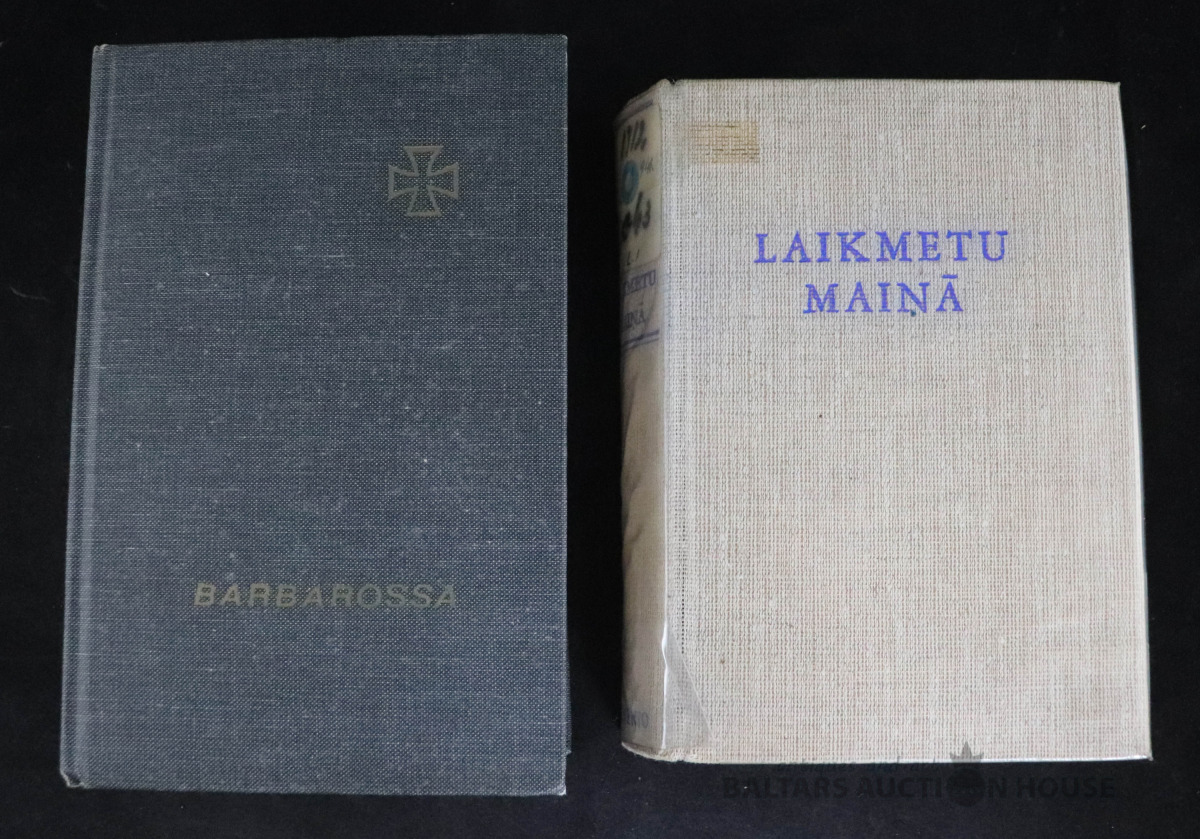 BARBAROSSA
LAIKMETU
MAIŅĀ
BALTARS AUCTION HOUSE